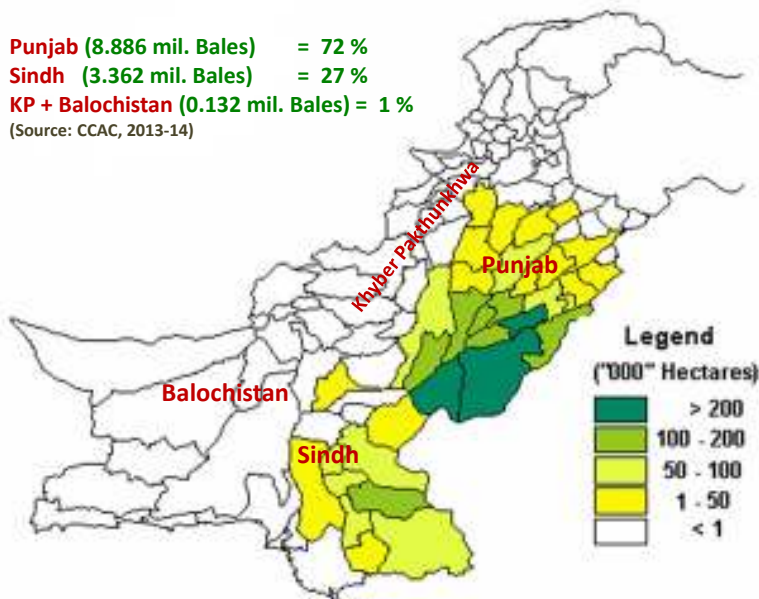 Punjab (8.886 mil. Bales) = 72 %
Sindh (3.362 mil. Bales) = 27 %
KP + Balochistan (0.132 mil. Bales) = 1 %
(Source: CCAC, 2013-14)
Khyber Pakthunkhwa
Punjab
Balochistan
Sindh
Legend
("000" Hectares)
> 200
100 - 200
50 - 100
1 - 50
< 1